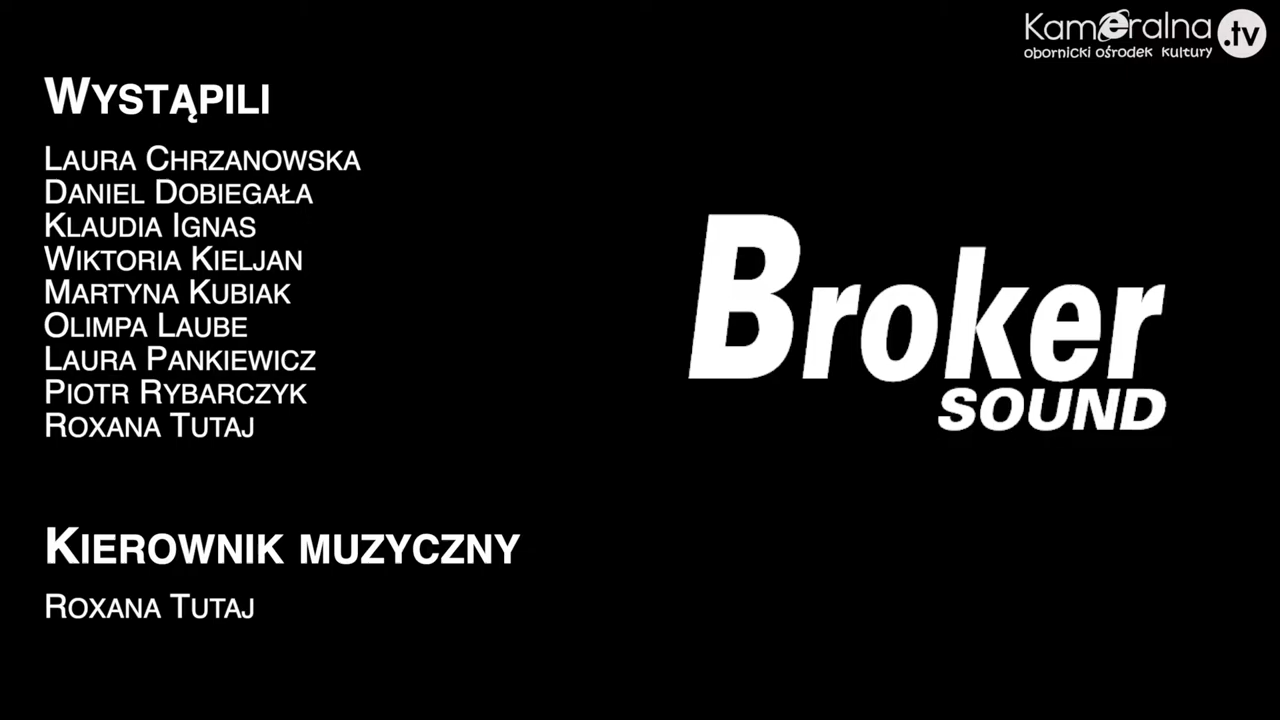 Kameralna.tv
obornicki ośrodek kultury
WYSTĄPILI
LAURA CHRZANOWSKA
DANIEL DOBIEGAŁA
KLAUDIA IGNAS
WIKTORIA KIELJAN
MARTYNA KUBIAK
OLIMPA LAUBE
LAURA PANKIEWICZ
PIOTR RYBARCZYK
ROXANA TUTAJ
Broker
SOUND
KIEROWNIK MUZYCZNY
ROXANA TUTAJ